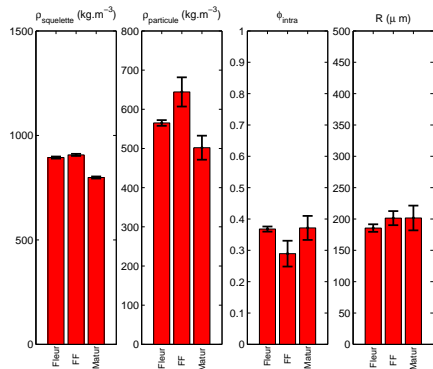 ρsquelette (kg.m⁻³)
1500
1000
500
0
Fleur
FF
Matur
ρparticule (kg.m⁻³)
800
700
600
500
400
300
200
100
0
Fleur
FF
Matur
ϕintra
1
0.9
0.8
0.7
0.6
0.5
0.4
0.3
0.2
0.1
0
Fleur
FF
Matur
R (μ m)
500
450
400
350
300
250
200
150
100
50
0
Fleur
FF
Matur